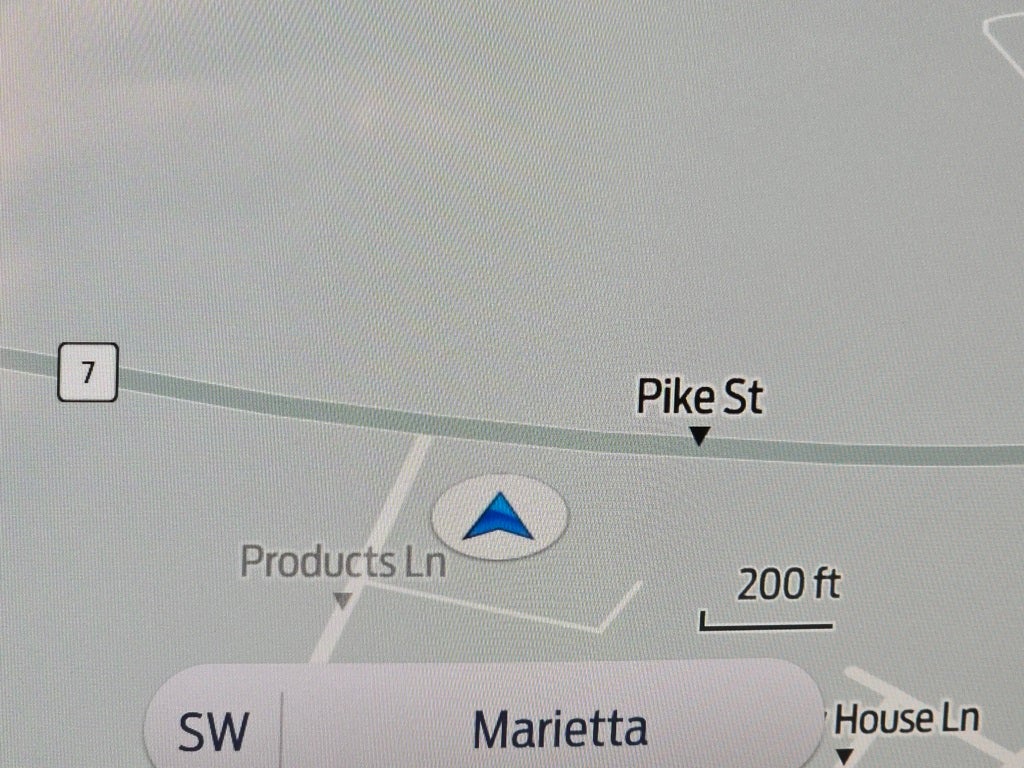 7
Pike St
Products Ln
200 ft
House Ln
SW
Marietta